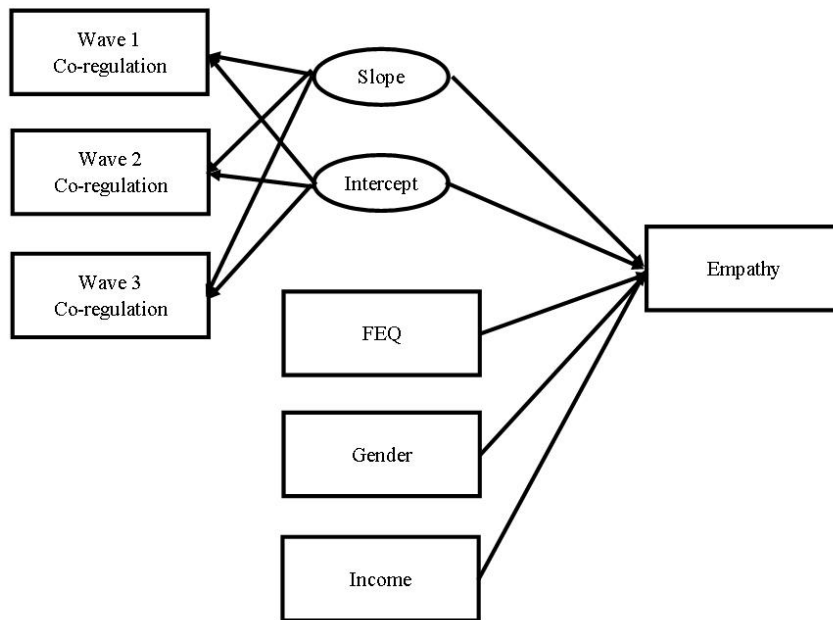 Wave 1
Co-regulation
Slope
Wave 2
Co-regulation
Intercept
Wave 3
Co-regulation
Empathy
FEQ
Gender
Income